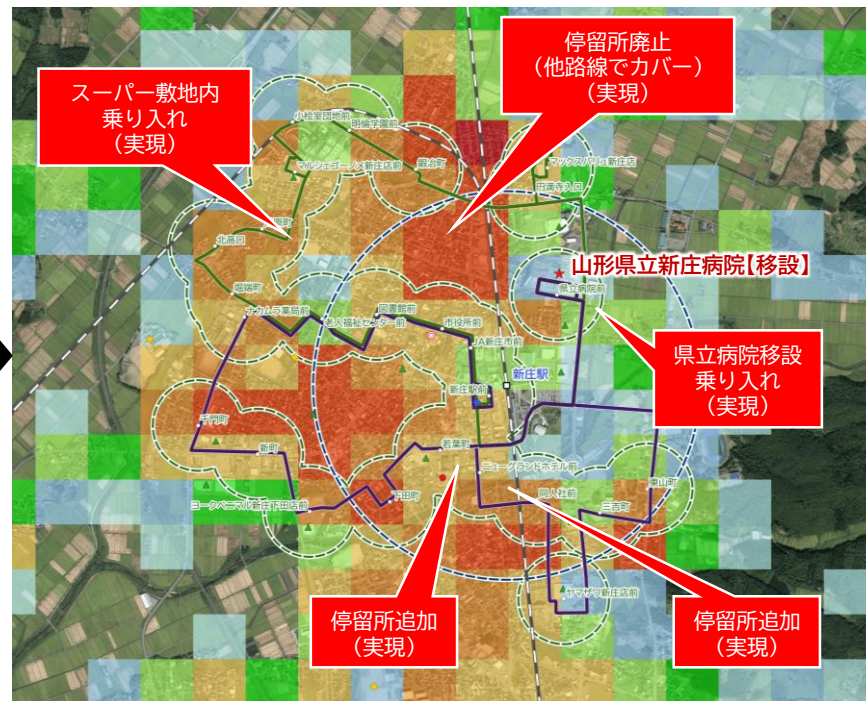 停留所廃止
（他路線でカバー）
（実現）
スーパー敷地内
乗り入れ
（実現）
小桧室団地前
明倫学園前
マルシェゴーノメ新庄店前
鍛冶町
マックスバリュ新庄店
円満寺入口
原町
北高口
山形県立新庄病院【移設】
県立病院前
堀端町
ナカムラ薬局前
図書館前
老人福祉センター前
市役所前
JA新庄市前
県立病院移設
乗り入れ
（実現）
新庄駅
新庄駅前
千門町
若葉町
新町
ニューグランドホテル前
東山町
下田町
同人社前
三吉町
ヨークベニマル新庄下田店前
ヤマザワ新庄店前
停留所追加
（実現）
停留所追加
（実現）